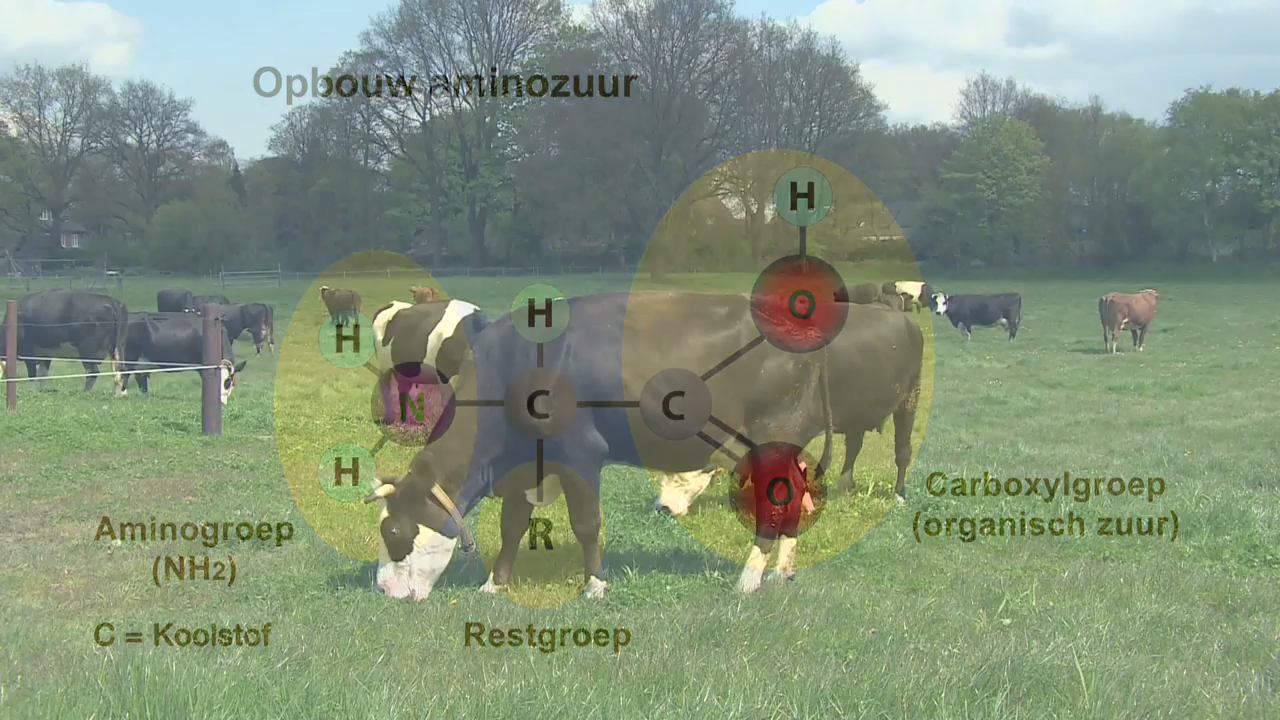 Opbouw aminozuur
H
H
H
O
N
C
C
H
O
R
Carboxylgroep
(organisch zuur)
Aminogroep
(NH2)
C = Koolstof
Restgroep